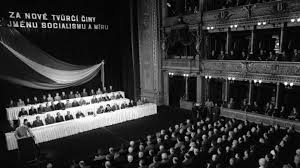 ZA NOVÉ TVŮRČÍ ČINY
JMÉNU SOCIALISMU A MÍRU